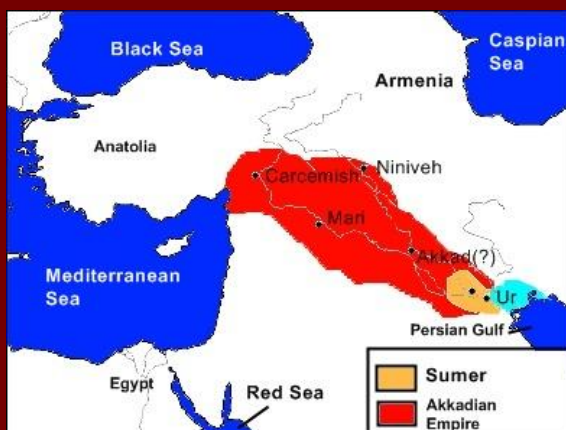 Black Sea
Caspian
Sea
Armenia
Anatolia
Carcemish
Niniveh
Mari
Akkad(?)
Mediterranean
Sea
Ur
Persian Gulf
Egypt
Red Sea
Sumer
Akkadian
Empire